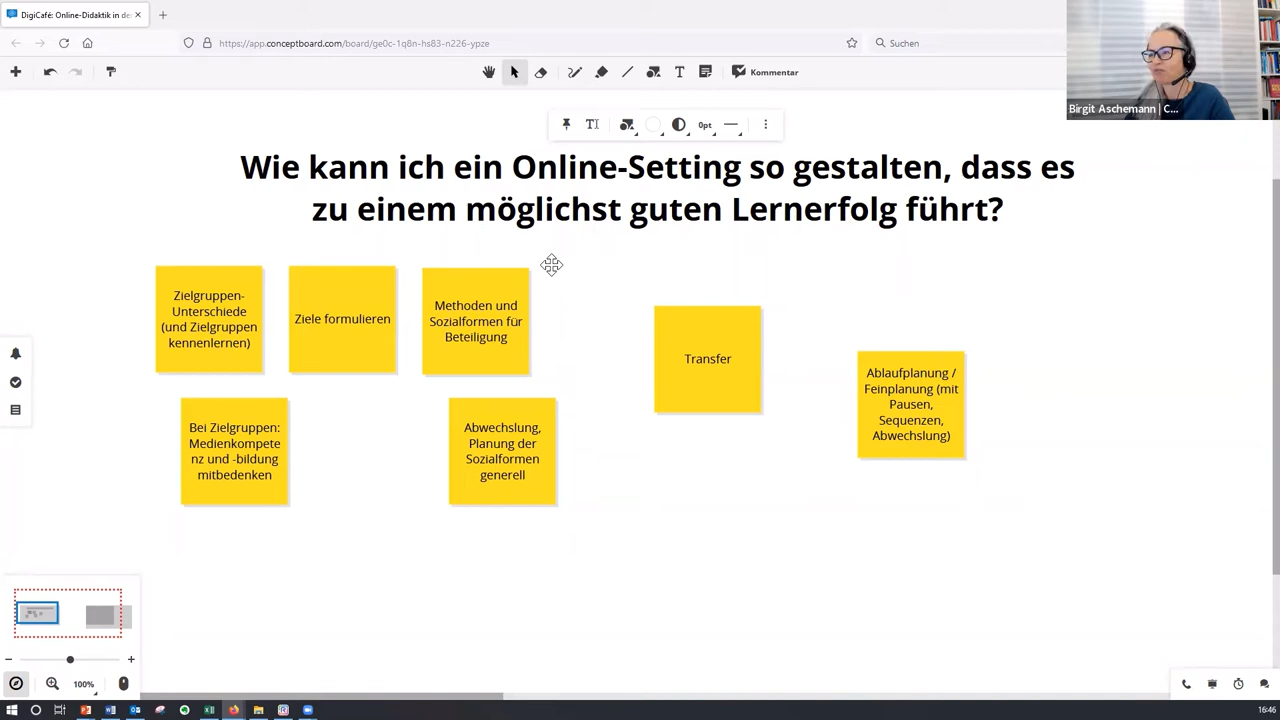 DigiCafé: Online-Didaktik in de
https://app.conceptboard.com/board/ge0c-1q8n-hs83-n226-ypze
Suchen
Kommentar
Birgit Aschemann | C...
0pt
Wie kann ich ein Online-Setting so gestalten, dass es
zu einem möglichst guten Lernerfolg führt?
Zielgruppen-
Unterschiede
(und Zielgruppen
kennenlernen)
Ziele formulieren
Methoden und
Sozialformen für
Beteiligung
Transfer
Ablaufplanung /
Feinplanung (mit
Pausen,
Sequenzen,
Abwechslung)
Bei Zielgruppen:
Medienkompete
nz und -bildung
mitbedenken
Abwechslung,
Planung der
Sozialformen
generell
100%
16:46